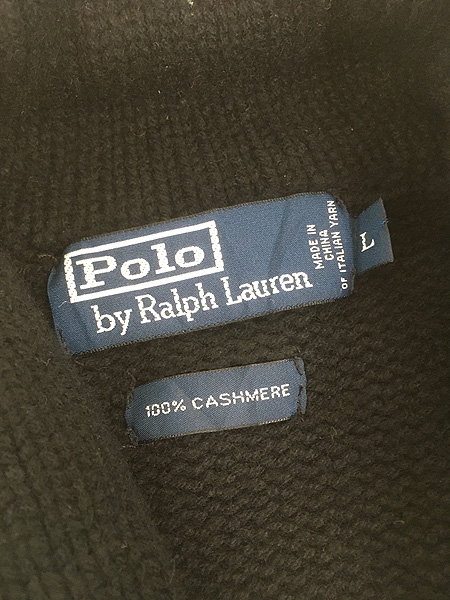 Polo
by Ralph Lauren
MADE IN
CHINA
OF ITALIAN YARN
L
100% CASHMERE